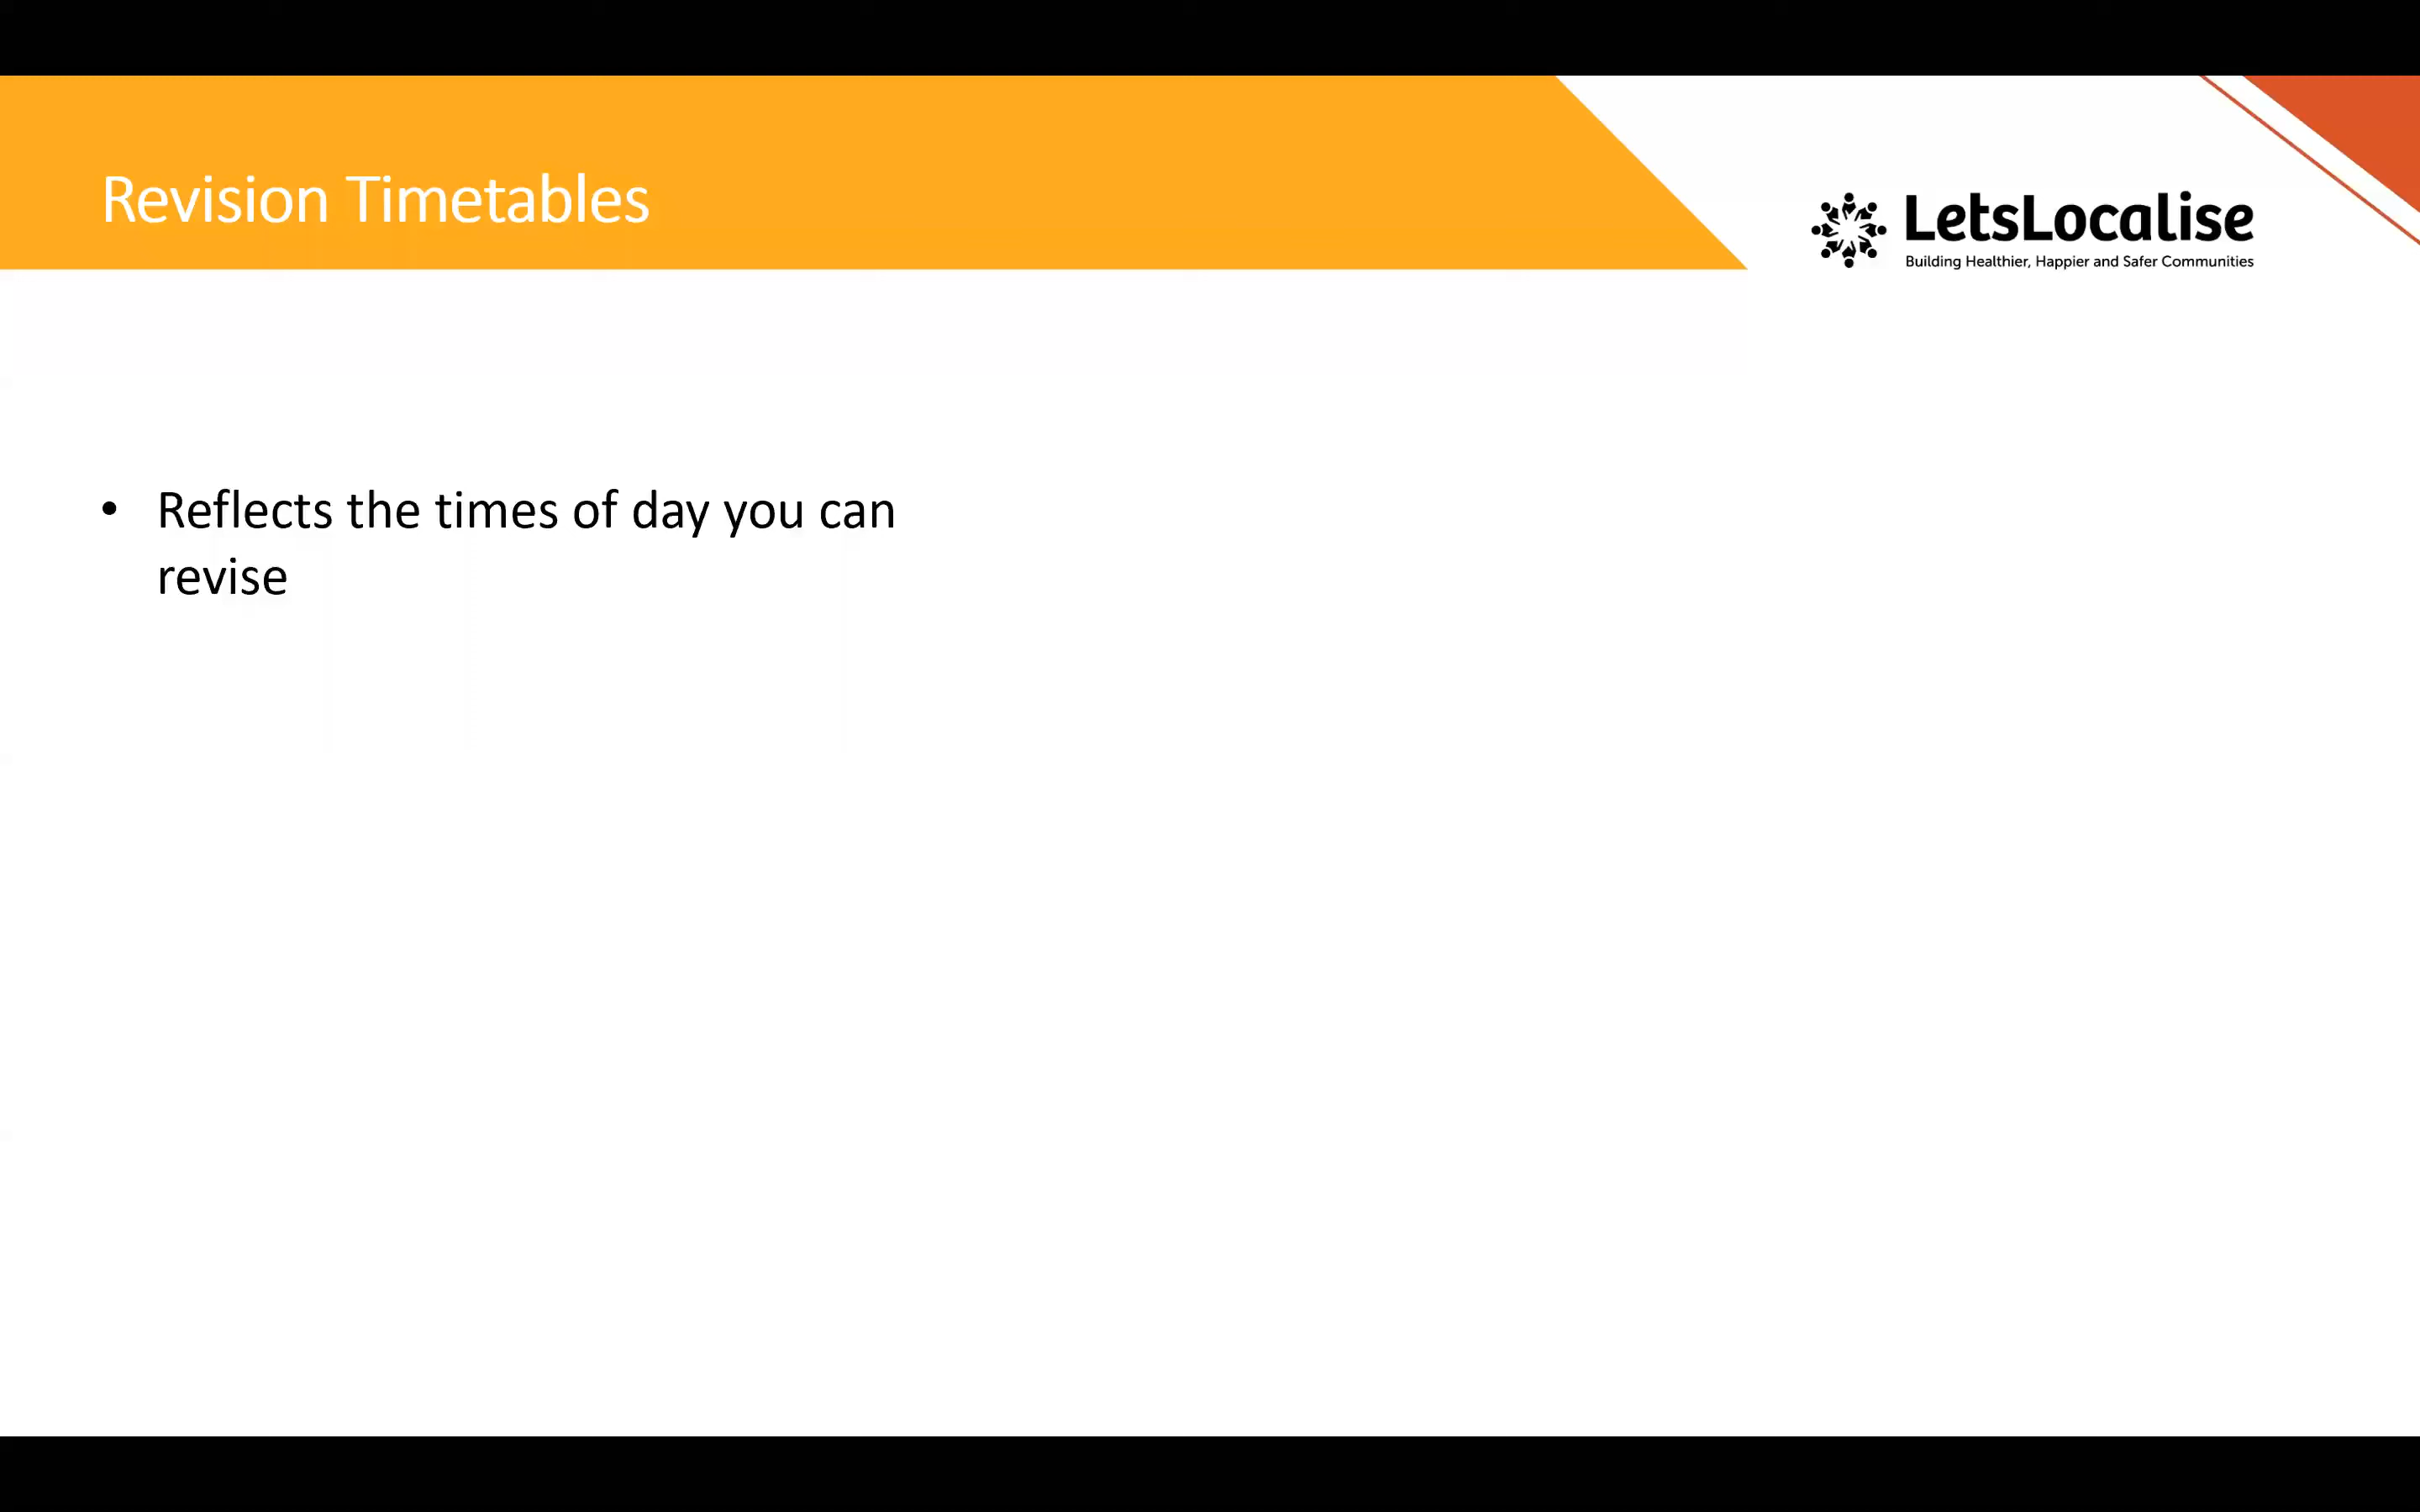 Revision Timetables
LetsLocalise
Building Healthier, Happier and Safer Communities
• Reflects the times of day you can
revise